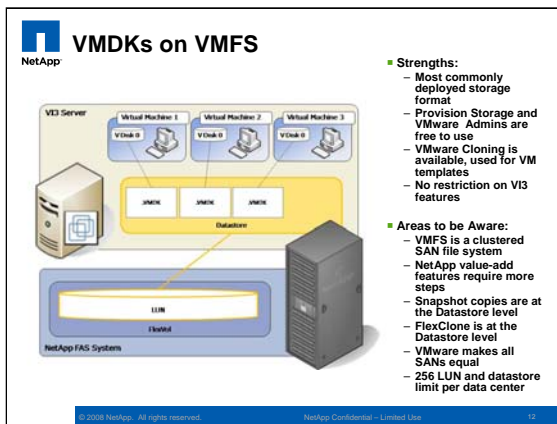 NetApp
VMDKs on VMFS
VI3 Server
Virtual Machine 1
Virtual Machine 2
Virtual Machine 3
VDisk 0
VDisk 0
VDisk 0
.VMDK
.VMDK
.VMDK
Datastore
LUN
FlexVol
NetApp FAS System
Strengths:
– Most commonly
deployed storage
format
– Provision Storage and
VMware Admins are
free to use
– VMware Cloning is
available, used for VM
templates
– No restriction on VI3
features
Areas to be Aware:
– VMFS is a clustered
SAN file system
– NetApp value-add
features require more
steps
– Snapshot copies are at
the Datastore level
– FlexClone is at the
Datastore level
– VMware makes all
SANs equal
– 256 LUN and datastore
limit per data center
© 2008 NetApp. All rights reserved.
NetApp Confidential – Limited Use
12